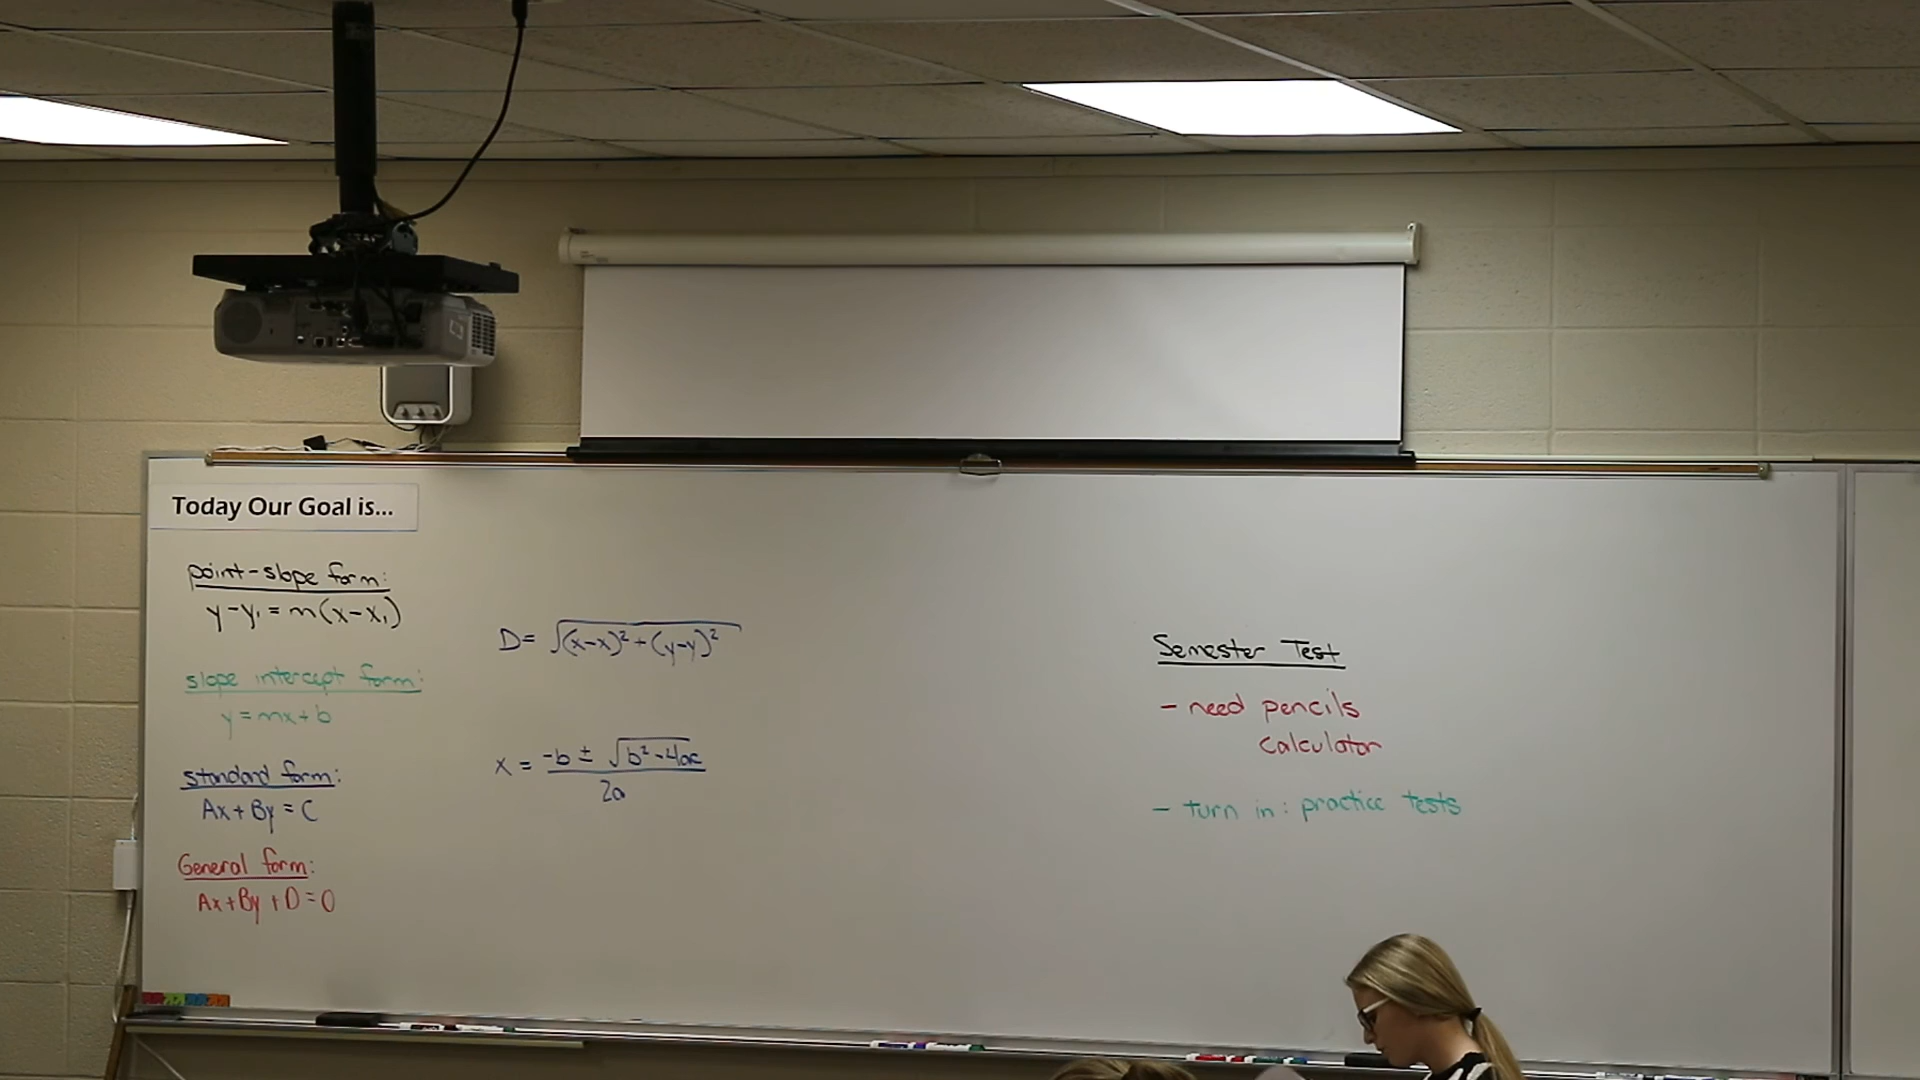 Today Our Goal is...
point-slope form:
y-y₁ = m(x-x₁)
slope intercept form:
y = mx+b
standard form:
Ax+By = C
General form:
Ax+By+D=0
D= √(x-x)²+(y-y)²
x = -b ± √b²-4ac
2a
Semester Test
- need pencils
calculator
- turn in: practice tests